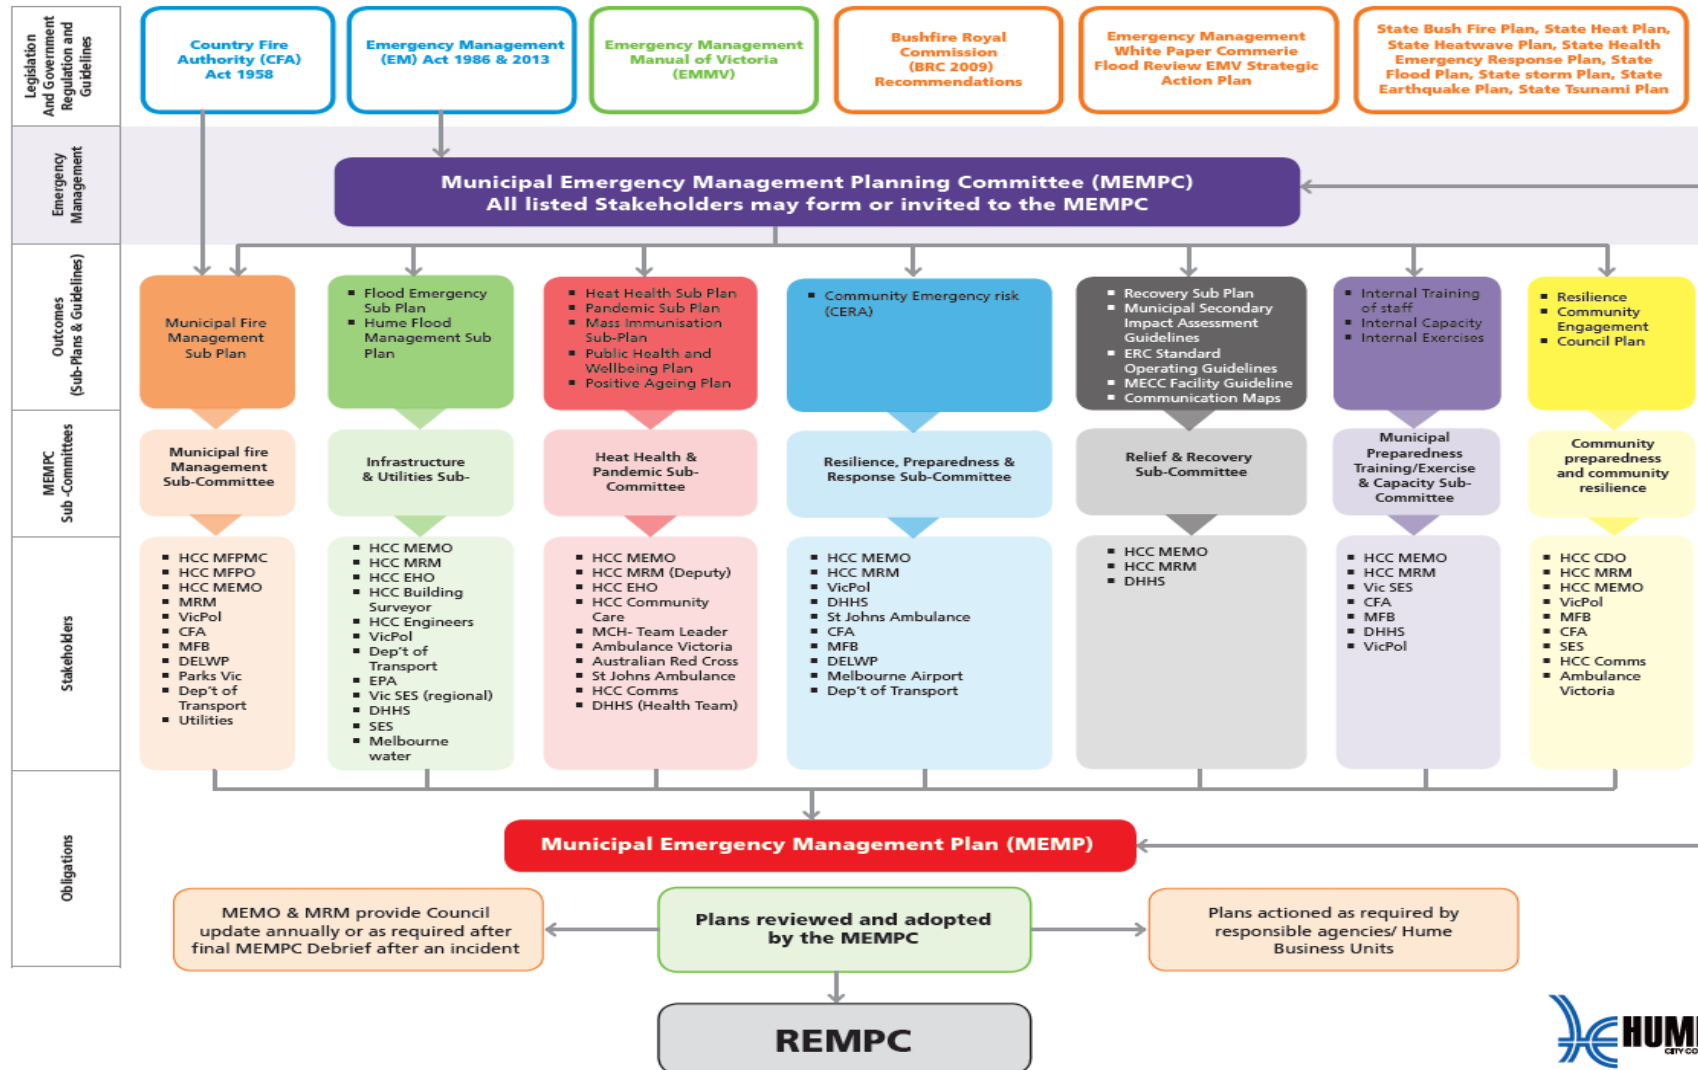 Legislation
And Government
Regulation and
Guidelines
Country Fire
Authority (CFA)
Act 1958
Emergency Management
(EM) Act 1986 & 2013
Emergency Management
Manual of Victoria
(EMMV)
Bushfire Royal
Commission
(BRC 2009)
Recommendations
Emergency Management
White Paper Commerie
Flood Review EMV Strategic
Action Plan
State Bush Fire Plan, State Heat Plan,
State Heatwave Plan, State Health
Emergency Response Plan, State
Flood Plan, State storm Plan, State
Earthquake Plan, State Tsunami Plan
Emergency
Management
Municipal Emergency Management Planning Committee (MEMPC)
All listed Stakeholders may form or invited to the MEMPC
Outcomes
(Sub-Plans & Guidelines)
Municipal Fire
Management
Sub Plan
▪ Flood Emergency
Sub Plan
▪ Hume Flood
Management Sub
Plan
▪ Heat Health Sub Plan
▪ Pandemic Sub Plan
▪ Mass Immunisation
Sub-Plan
▪ Public Health and
Wellbeing Plan
▪ Positive Ageing Plan
▪ Community Emergency risk
(CERA)
▪ Recovery Sub Plan
▪ Municipal Secondary
Impact Assessment
Guidelines
▪ ERC Standard
Operating Guidelines
▪ MECC Facility Guideline
▪ Communication Maps
▪ Internal Training
of staff
▪ Internal Capacity
▪ Internal Exercises
▪ Resilience
▪ Community
Engagement
▪ Council Plan
MEMPC
Sub -Committees
Municipal fire
Management
Sub-Committee
Infrastructure
& Utilities Sub-
Heat Health &
Pandemic Sub-
Committee
Resilience, Preparedness &
Response Sub-Committee
Relief & Recovery
Sub-Committee
Municipal
Preparedness
Training/Exercise
& Capacity Sub-
Committee
Community
preparedness
and community
resilience
Stakeholders
▪ HCC MFPMC
▪ HCC MFPO
▪ HCC MEMO
▪ MRM
▪ VicPol
▪ CFA
▪ MFB
▪ DELWP
▪ Parks Vic
▪ Dep't of
Transport
▪ Utilities
▪ HCC MEMO
▪ HCC MRM
▪ HCC EHO
▪ HCC Building
Surveyor
▪ HCC Engineers
▪ VicPol
▪ Dep't of
Transport
▪ EPA
▪ Vic SES (regional)
▪ DHHS
▪ SES
▪ Melbourne
water
▪ HCC MEMO
▪ HCC MRM (Deputy)
▪ HCC EHO
▪ HCC Community
Care
▪ MCH- Team Leader
▪ Ambulance Victoria
▪ Australian Red Cross
▪ St Johns Ambulance
▪ HCC Comms
▪ DHHS (Health Team)
▪ HCC MEMO
▪ HCC MRM
▪ VicPol
▪ DHHS
▪ St Johns Ambulance
▪ CFA
▪ MFB
▪ DELWP
▪ Melbourne Airport
▪ Dep't of Transport
▪ HCC MEMO
▪ HCC MRM
▪ DHHS
▪ HCC MEMO
▪ HCC MRM
▪ Vic SES
▪ CFA
▪ MFB
▪ DHHS
▪ VicPol
▪ HCC CDO
▪ HCC MRM
▪ HCC MEMO
▪ VicPol
▪ MFB
▪ CFA
▪ SES
▪ HCC Comms
▪ Ambulance
Victoria
Obligations
Municipal Emergency Management Plan (MEMP)
MEMO & MRM provide Council
update annually or as required after
final MEMPC Debrief after an incident
Plans reviewed and adopted
by the MEMPC
Plans actioned as required by
responsible agencies/ Hume
Business Units
REMPC
HUM
CITY CO